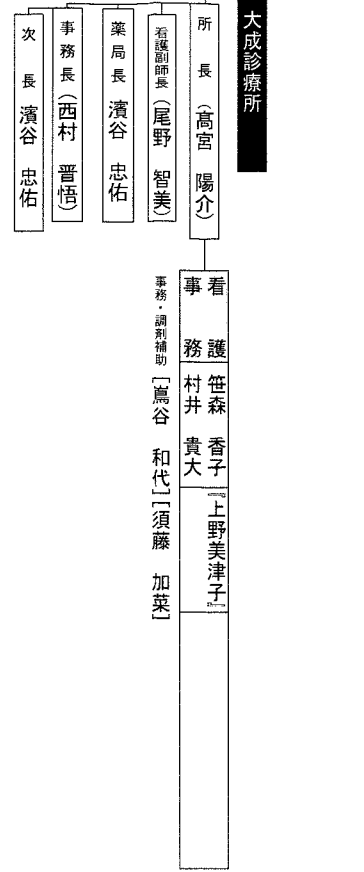 大成診療所
所長（髙宮 陽介）
看護副師長（尾野 智美）
薬局長 濱谷 忠佑
事務長（西村 晋悟）
次長 濱谷 忠佑
看護 笹森 香子 『上野美津子』
事務 村井 貴大
事務・調剤補助 ［嶌谷 和代］［須藤 加菜］